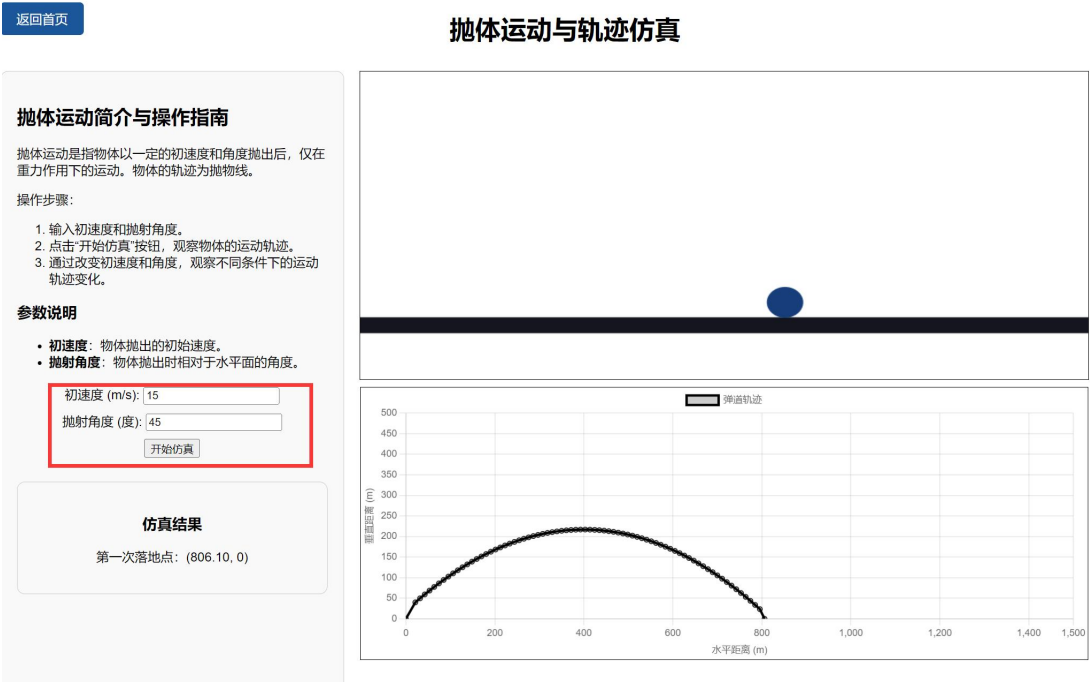 返回首页
抛体运动与轨迹仿真
抛体运动简介与操作指南
抛体运动是指物体以一定的初速度和角度抛出后，仅在
重力作用下的运动。物体的轨迹为抛物线。
操作步骤：
1. 输入初速度和抛射角度。
2. 点击“开始仿真”按钮，观察物体的运动轨迹。
3. 通过改变初速度和角度，观察不同条件下的运动
轨迹变化。
参数说明
• 初速度：物体抛出的初始速度。
• 抛射角度：物体抛出时相对于水平面的角度。
初速度 (m/s): 15
抛射角度 (度): 45
开始仿真
仿真结果
第一次落地点：(806.10, 0)
弹道轨迹
500
450
400
350
300
250
200
150
100
50
0
垂直距离 (m)
0 200 400 600 800 1,000 1,200 1,400 1,500
水平距离 (m)